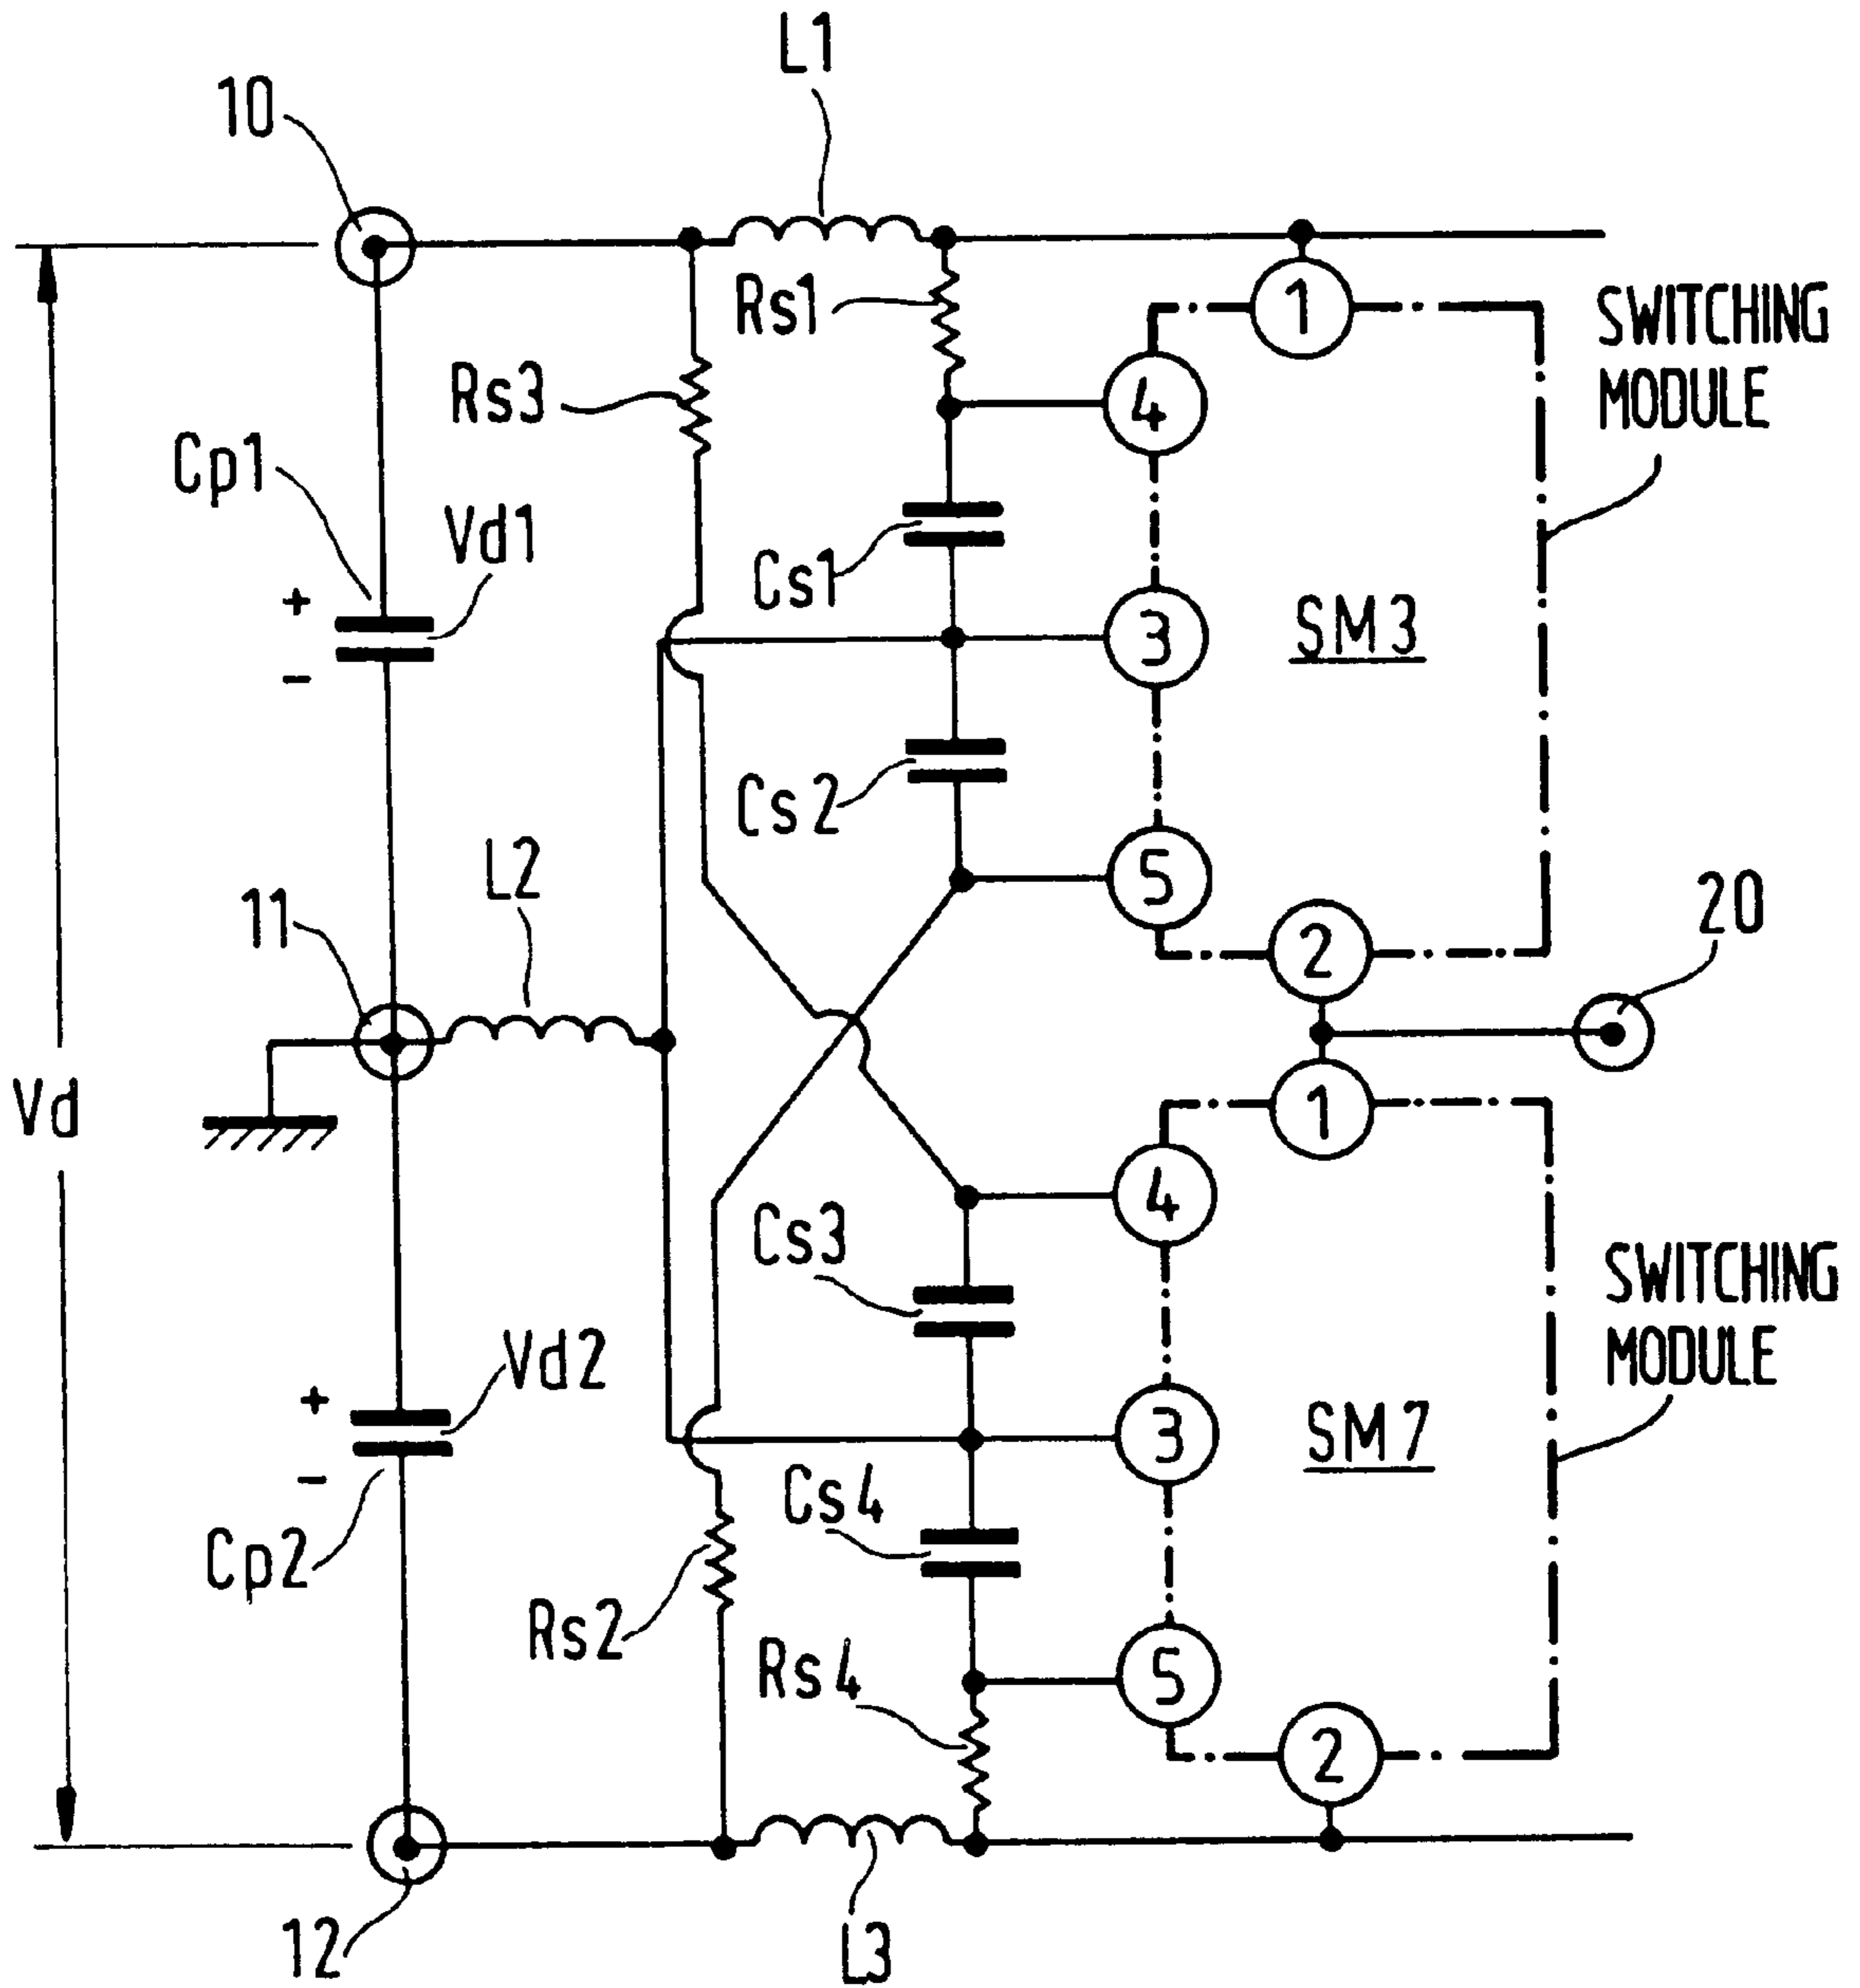 L1
10
Rs1
1
SWITCHING
MODULE
4
Rs3
Cp1
Vd1
+
-
Cs1
3
SM3
Cs2
5
L2
11
2
20
Vd
1
4
Cs3
SWITCHING
MODULE
Vd2
+
-
3
SM7
Cs4
Cp2
Rs2
Rs4
5
2
12
L3